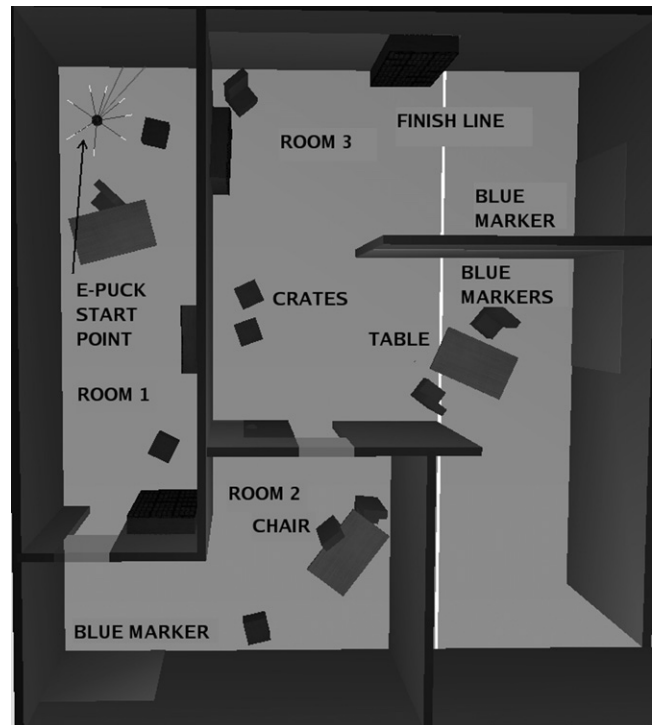 ROOM 3
FINISH LINE
BLUE
MARKER
BLUE
MARKERS
E-PUCK
START
POINT
CRATES
TABLE
ROOM 1
ROOM 2
CHAIR
BLUE MARKER